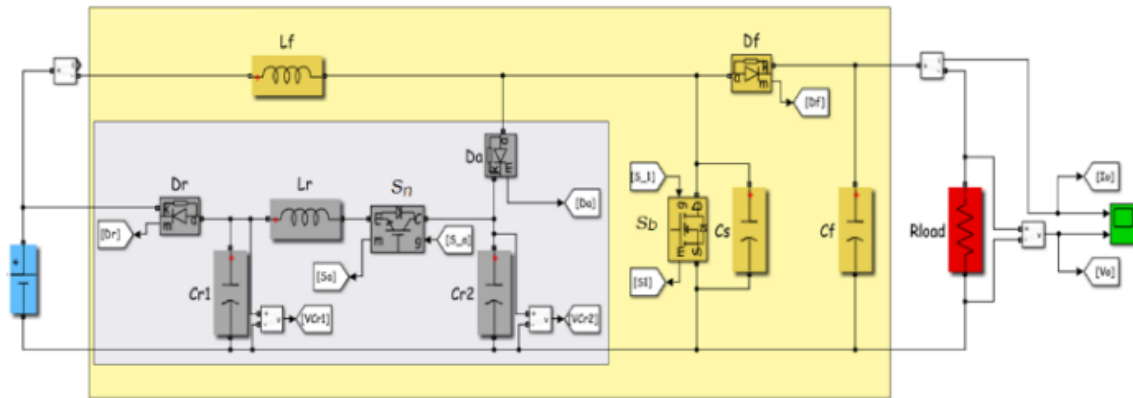 Lf
Df
[Df]
Da
[Da]
Dr
[Dr]
Lr
Sn
[S_a]
[Sa]
Cr1
[VCr1]
Cr2
[VCr2]
[S_1]
Sb
[S1]
Cs
Cf
Rload
[Io]
[Vo]